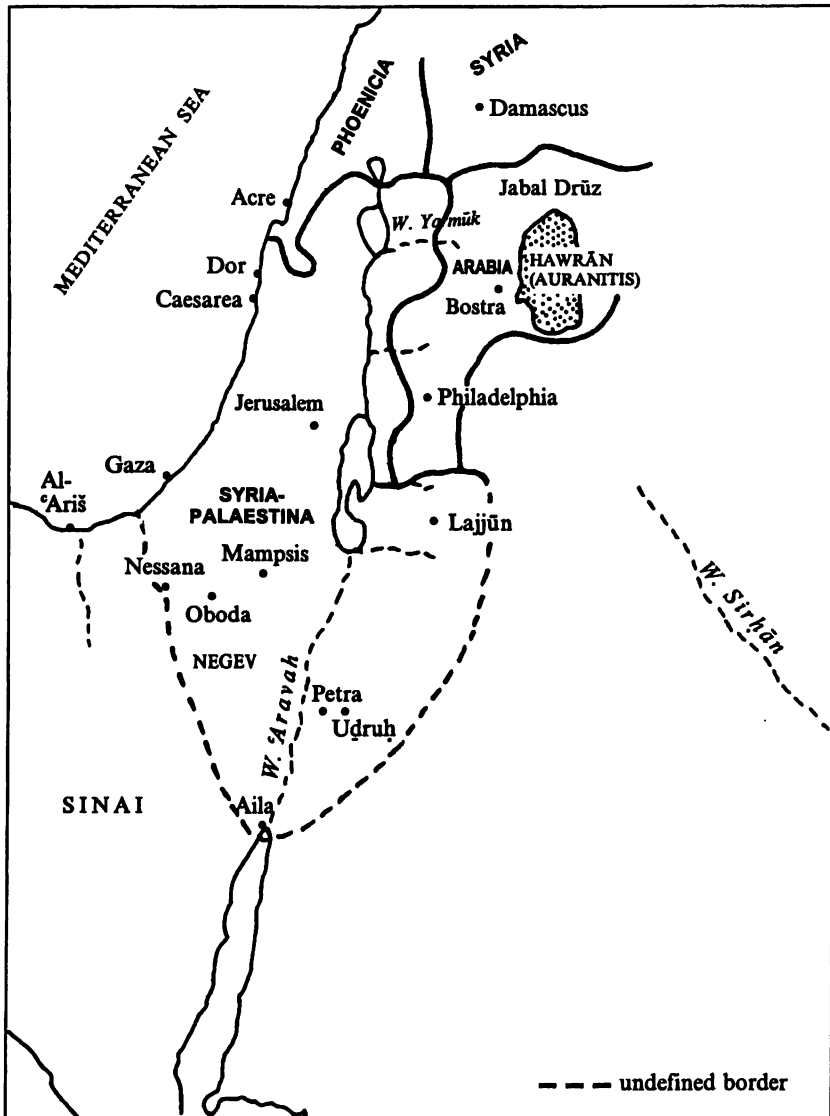 SYRIA
PHOENICIA
Damascus
MEDITERRANEAN SEA
Acre
Jabal Drūz
W. Yarmūk
Dor
ARABIA
HAWRĀN
(AURANITIS)
Caesarea
Bostra
Jerusalem
Philadelphia
Gaza
Al-
ʿAriš
SYRIA-
PALAESTINA
Lajjūn
Nessana
Mampsis
Oboda
W. Sirḥān
NEGEV
W. ʿAravah
Petra
Uḏruḥ
SINAI
Aila
undefined border